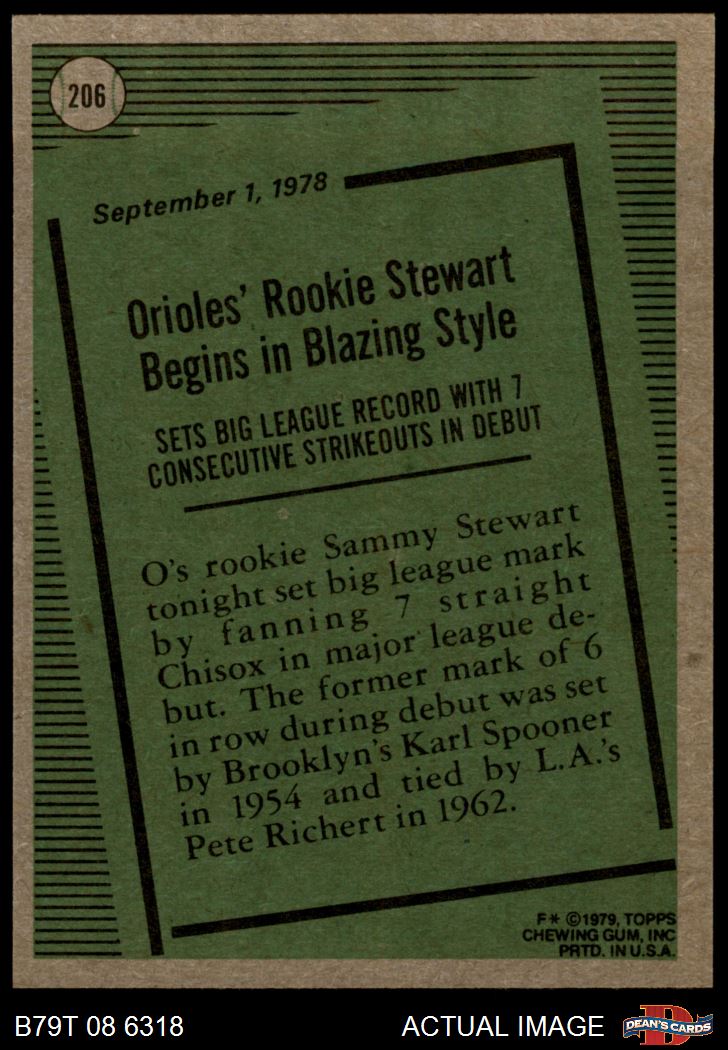 206
September 1, 1978
Orioles' Rookie Stewart
Begins in Blazing Style
SETS BIG LEAGUE RECORD WITH 7
CONSECUTIVE STRIKEOUTS IN DEBUT
O's rookie Sammy Stewart
tonight set big league mark
by fanning 7 straight
Chisox in major league de-
but. The former mark of 6
in row during debut was set
by Brooklyn's Karl Spooner
in 1954 and tied by L.A.'s
Pete Richert in 1962.
F* ©1979, TOPPS
CHEWING GUM, INC
PRTD. IN U.S.A.
B79T 08 6318
ACTUAL IMAGE
D
DEAN'S CARDS